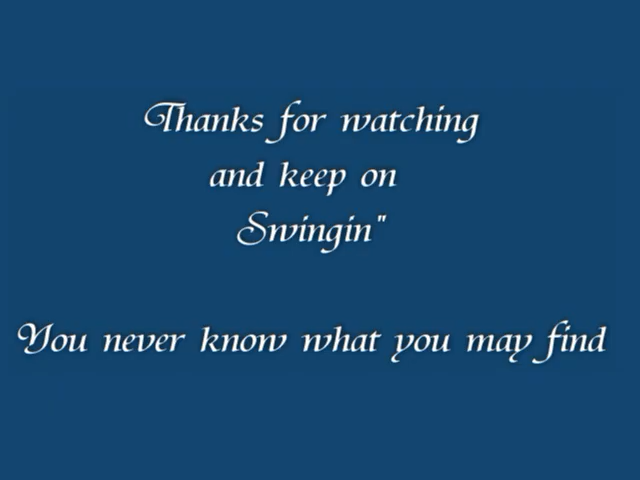 Thanks for watching
and keep on
Swingin"
You never know what you may find